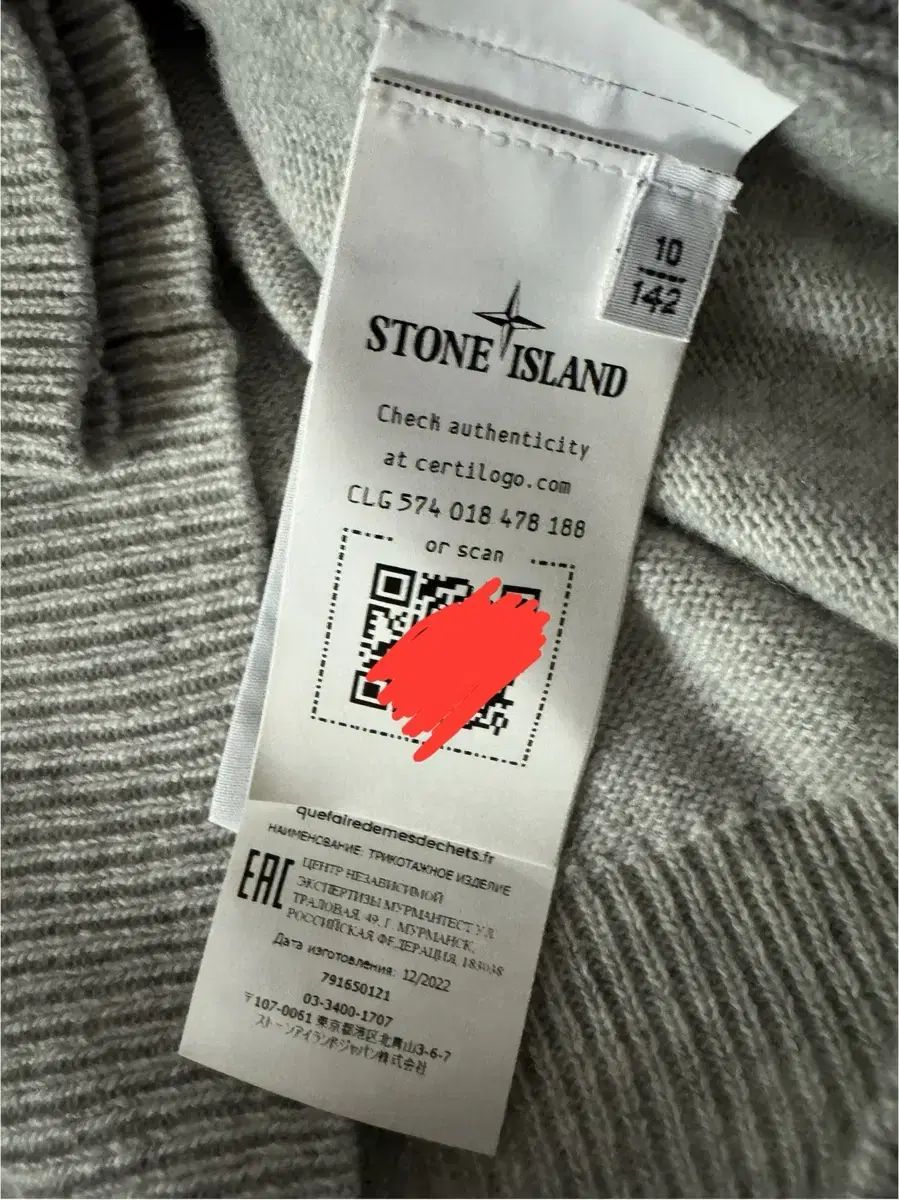 10
142
STONE ISLAND
Check authenticity
at certilogo.com
CLG 574 018 478 188
or scan
quefairedemesdechets.fr
НАИМЕНОВАНИЕ: ТРИКОТАЖНОЕ ИЗДЕЛИЕ
EAC
ЦЕНТР НЕЗАВИСИМОЙ
ЭКСПЕРТИЗЫ МУРМАНТЕСТ УЛ.
ТРАЛОВАЯ, 49, Г. МУРМАНСК,
РОССИЙСКАЯ ФЕДЕРАЦИЯ, 183038
Дата изготовления: 12/2022
791650121
03-3400-1707
〒107-0061 東京都港区北青山3-6-7
ストーンアイランドジャパン株式会社